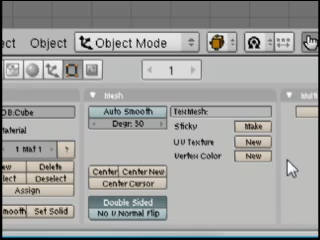 ect Object Object Mode
1
Mesh Multi
OB:Cube Auto Smooth TexMesh:
Degr: 30 Sticky Make
Material
1 Mat 1 ? UV Texture New
Vertex Color New
ew Delete Center Center New
lect Deselect Center Cursor
Assign
Double Sided
mooth Set Solid No V.Normal Flip